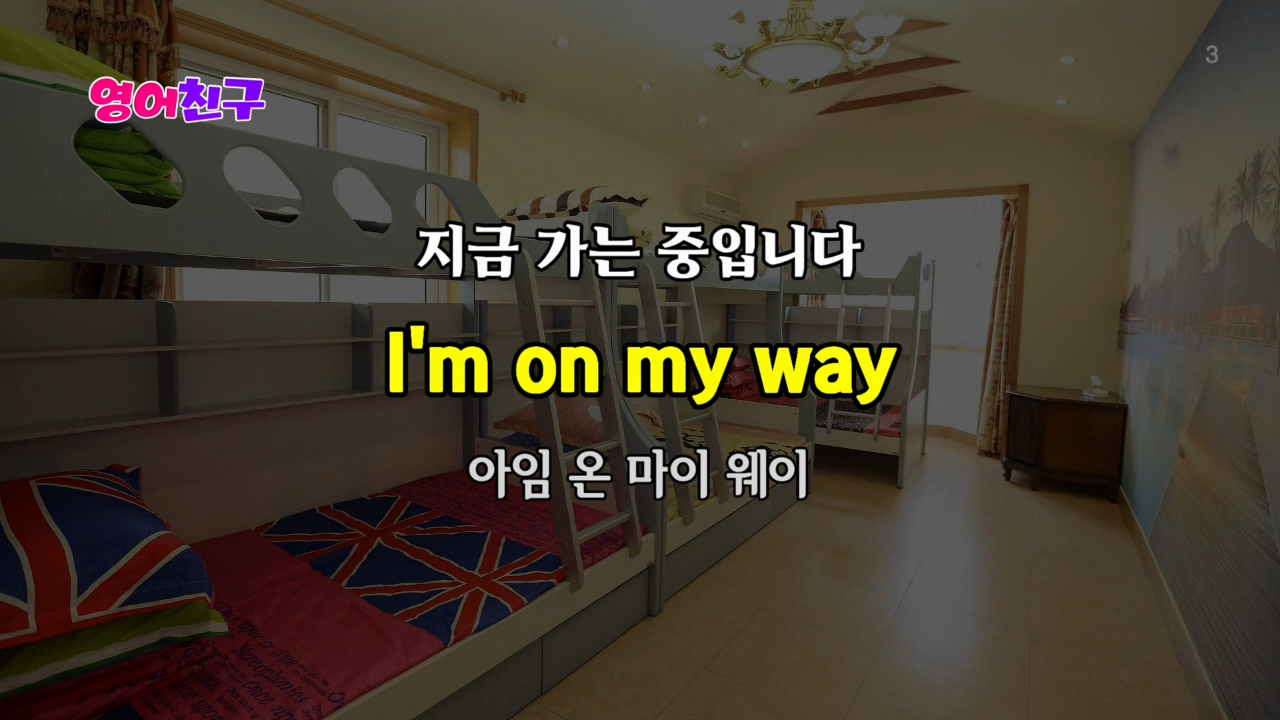 영어친구
3
지금 가는 중입니다
I'm on my way
아임 온 마이 웨이